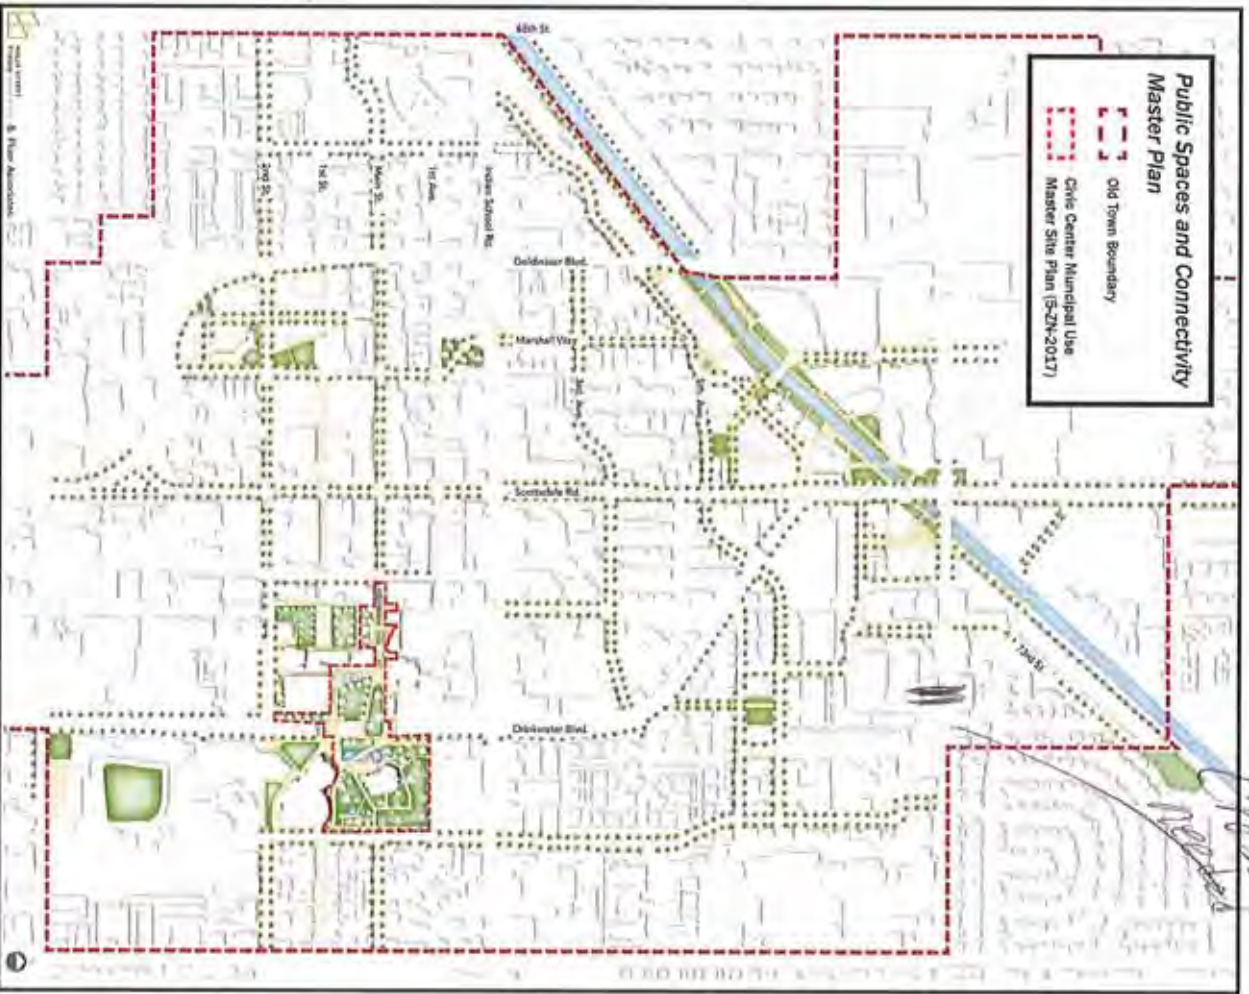 Public Spaces and Connectivity
Master Plan
Old Town Boundary
Civic Center Municipal Use
Master Site Plan (5-ZN-2017)
68th St.
2nd St.
1st St.
Main St.
1st Ave.
Indian School Rd.
Goldwater Blvd.
Marshall Way
3rd Ave.
5th Ave.
Scottsdale Rd.
73rd St.
Drinkwater Blvd.